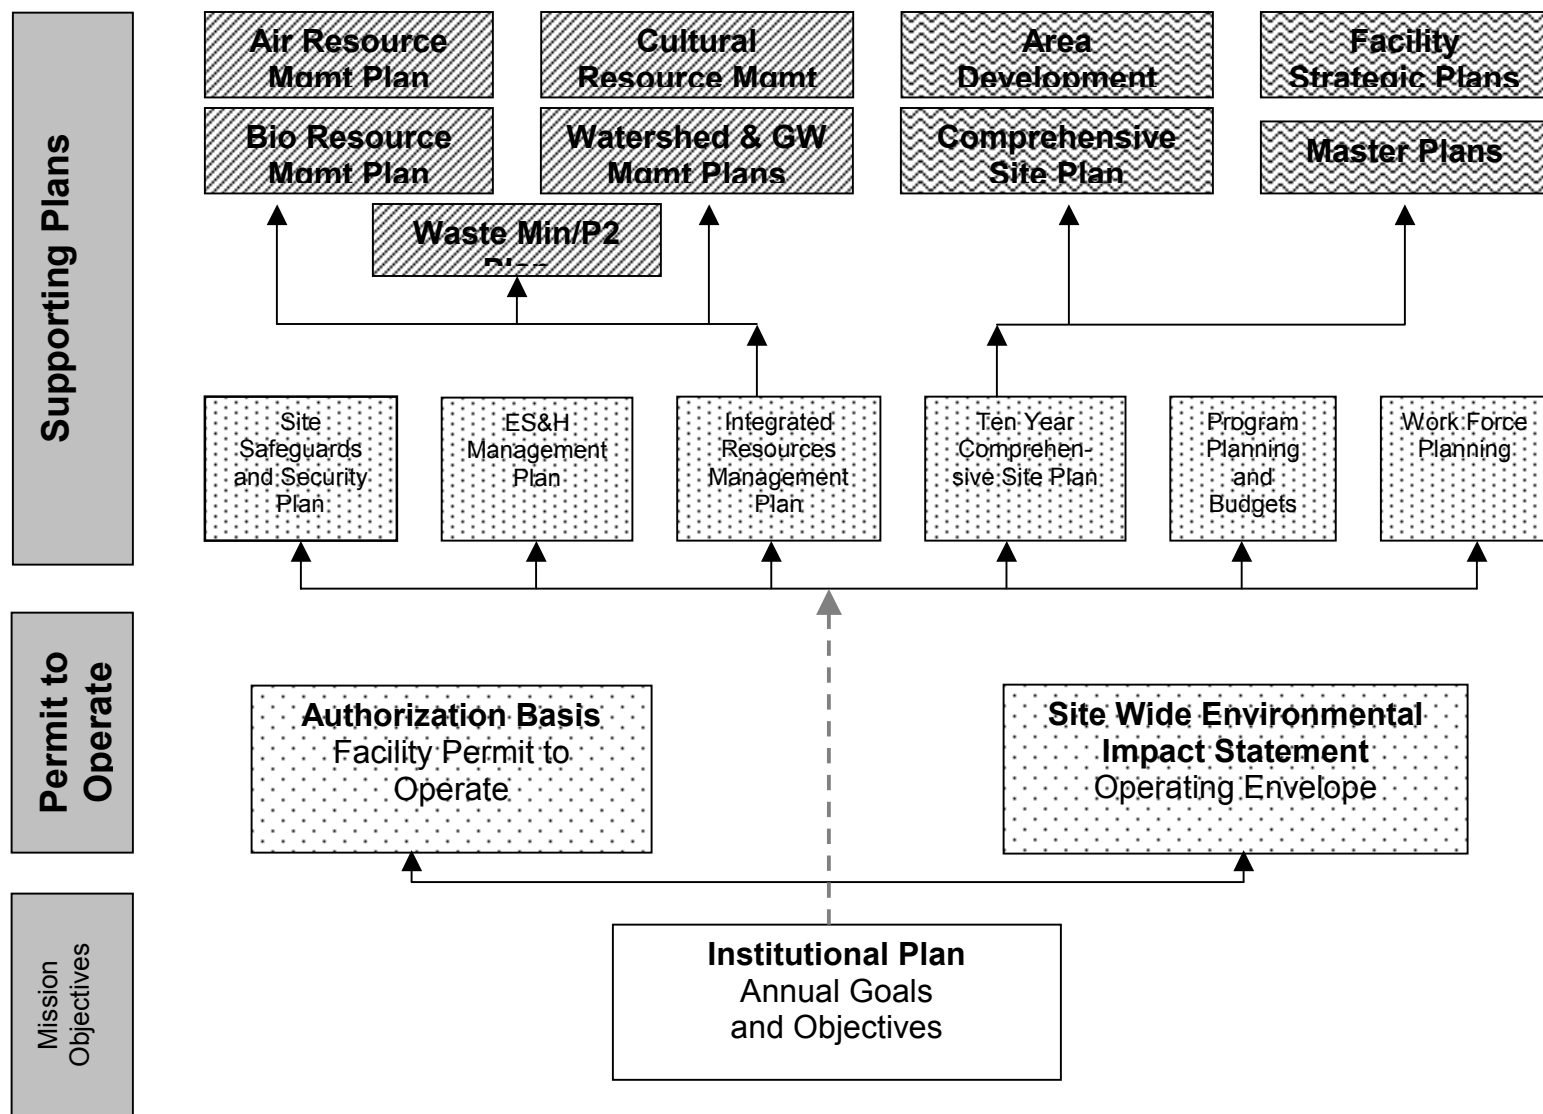 Supporting Plans
Air Resource
Mgmt Plan
Cultural
Resource Mgmt
Area
Development
Facility
Strategic Plans
Bio Resource
Mgmt Plan
Watershed & GW
Mgmt Plans
Comprehensive
Site Plan
Master Plans
Waste Min/P2
Plan
Site
Safeguards
and Security
Plan
ES&H
Management
Plan
Integrated
Resources
Management
Plan
Ten Year
Comprehen-
sive Site Plan
Program
Planning
and
Budgets
Work Force
Planning
Permit to
Operate
Authorization Basis
Facility Permit to
Operate
Site Wide Environmental
Impact Statement
Operating Envelope
Mission
Objectives
Institutional Plan
Annual Goals
and Objectives